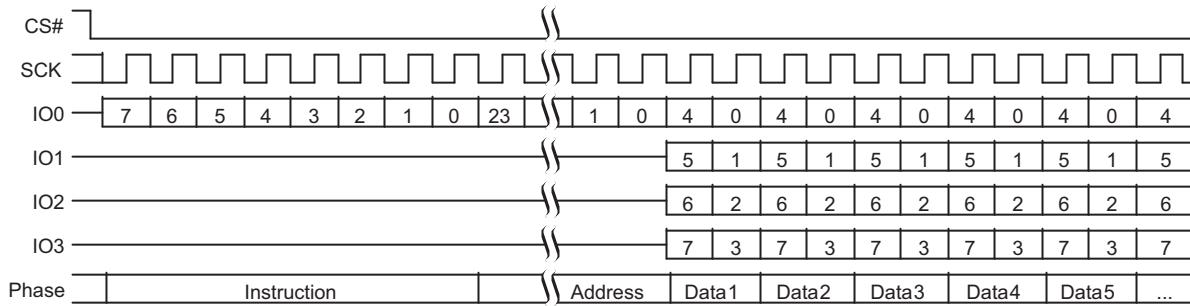 CS#
SCK
IO0 7 6 5 4 3 2 1 0 23 1 0 4 0 4 0 4 0 4 0 4 0 4
IO1 5 1 5 1 5 1 5 1 5 1 5
IO2 6 2 6 2 6 2 6 2 6 2 6
IO3 7 3 7 3 7 3 7 3 7 3 7
Phase Instruction Address Data1 Data2 Data3 Data4 Data5 ...